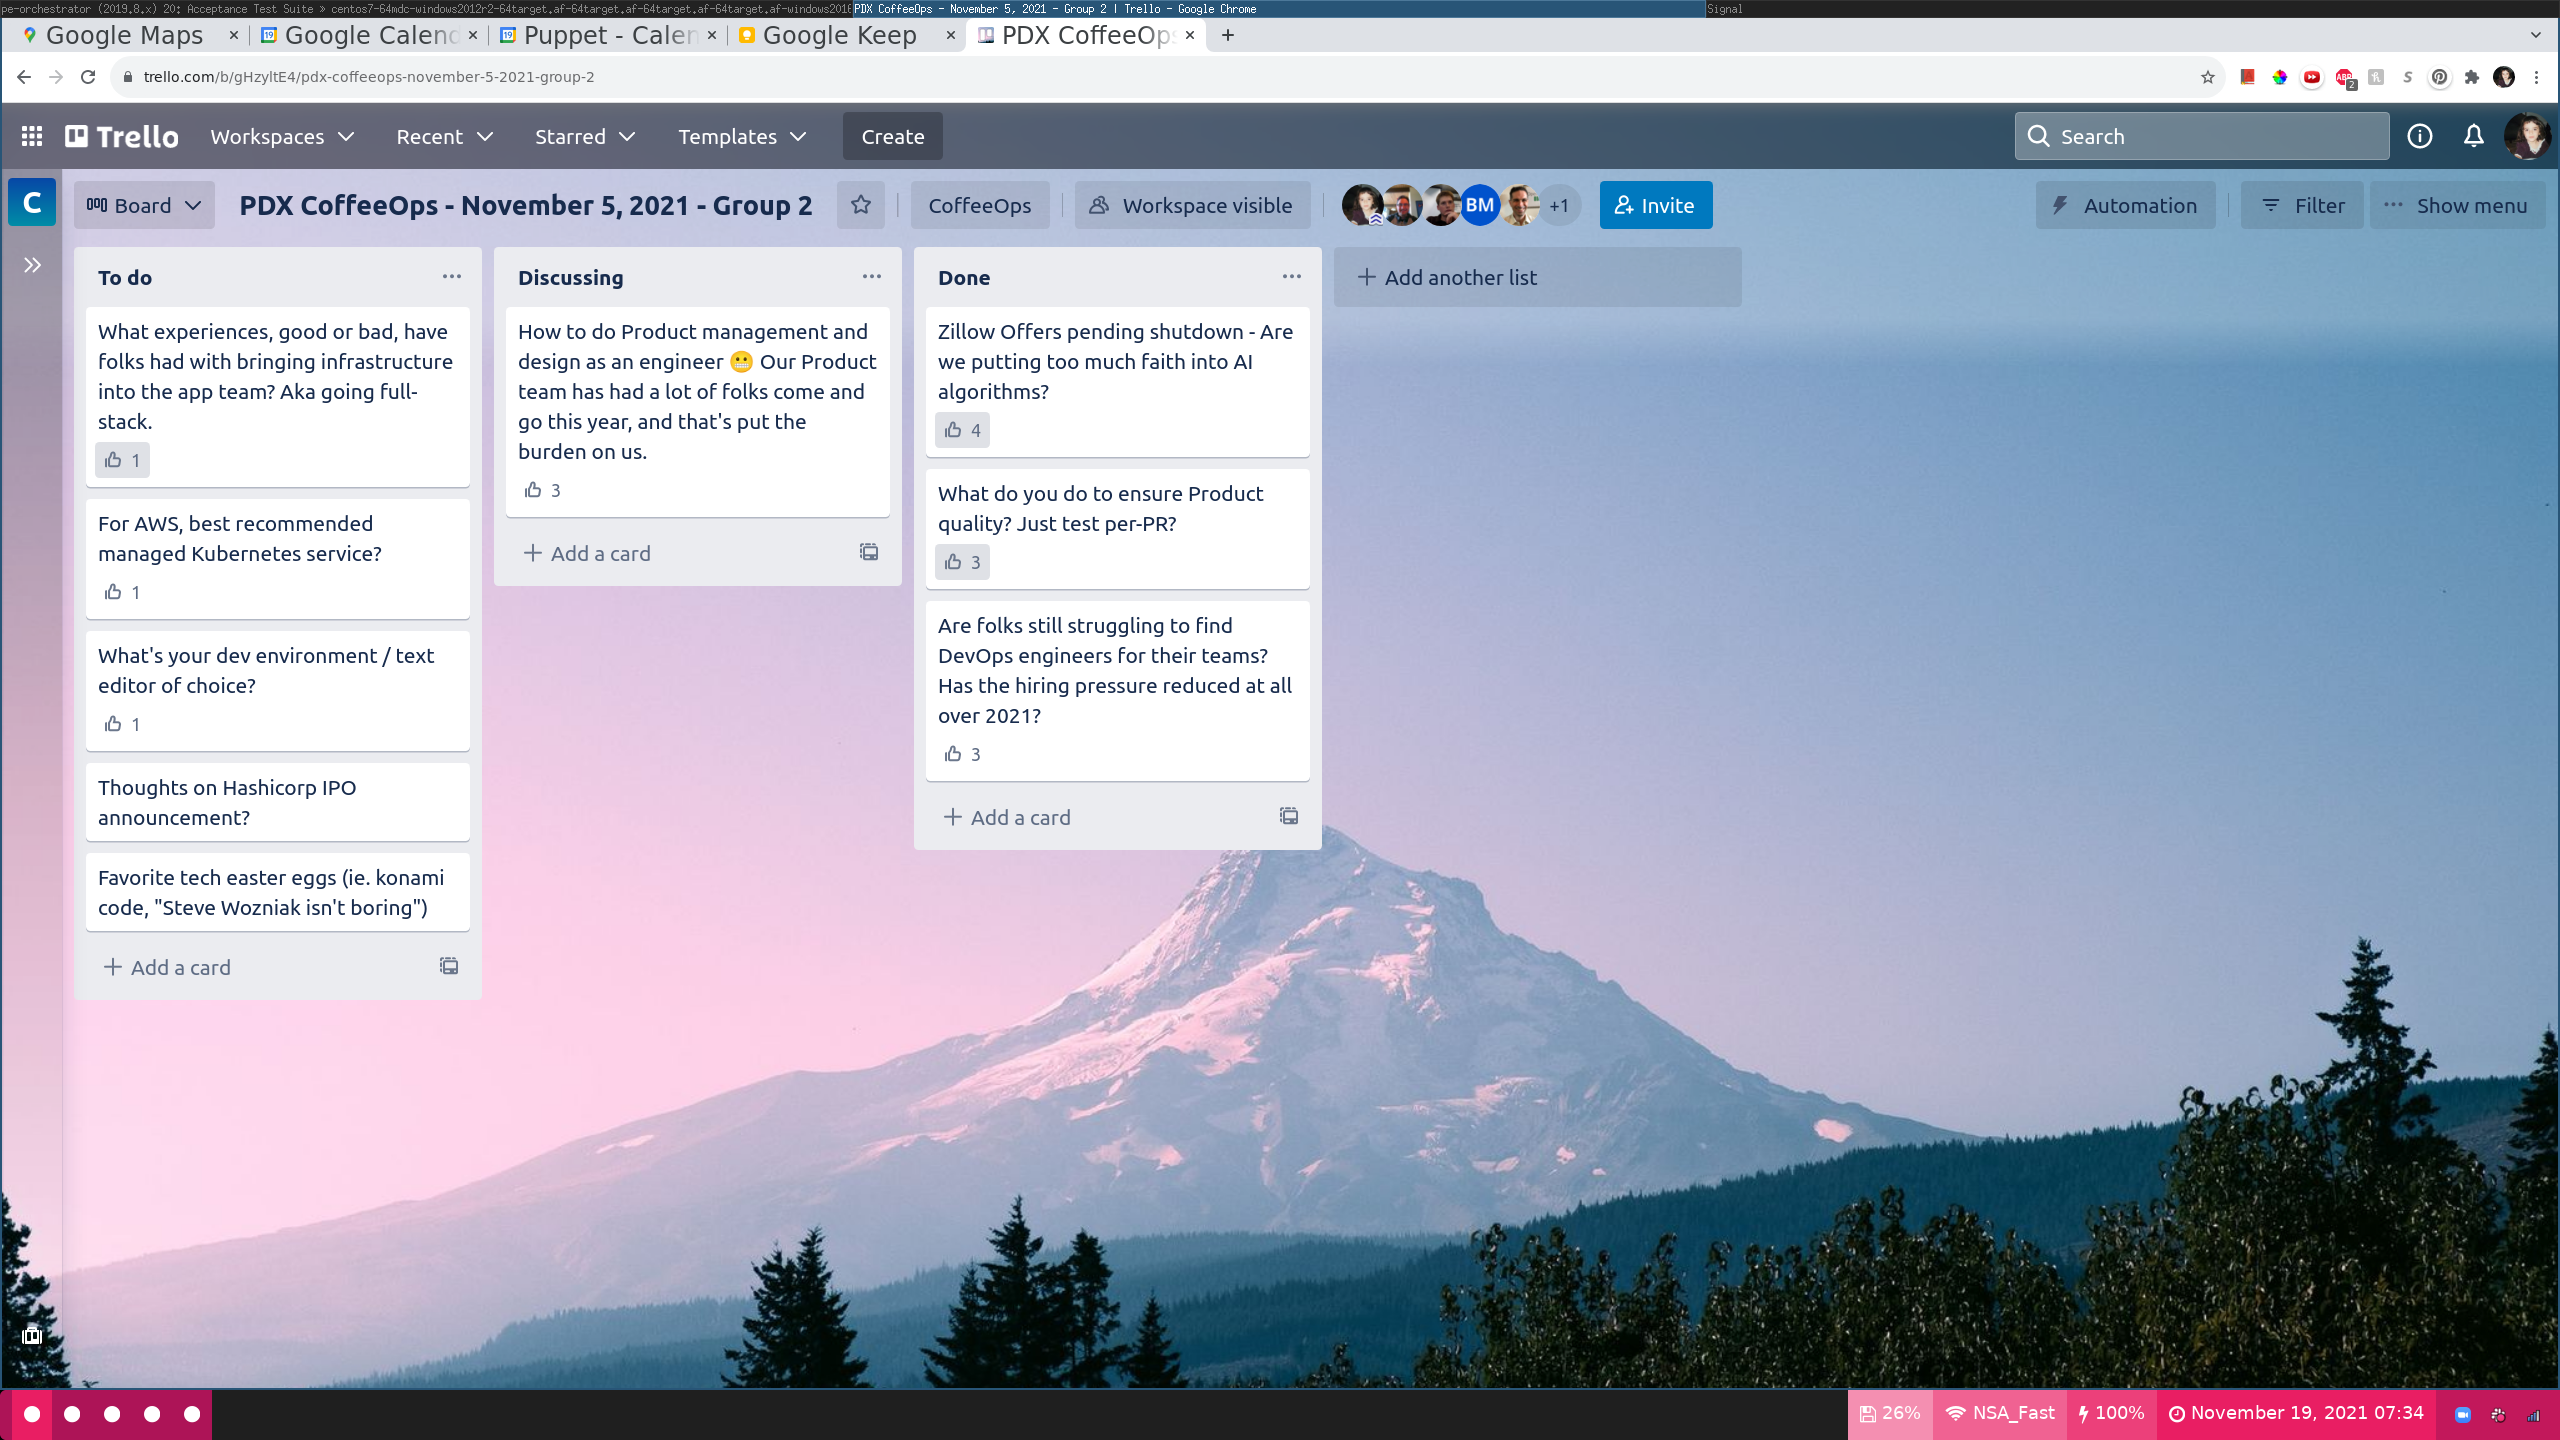 pe-orchestrator (2019.8.x) 20: Acceptance Test Suite » centos7-64mdc-windows2012r2-64target.af-64target.af-64target.af-64target.af-windows2016
PDX CoffeeOps - November 5, 2021 - Group 2 | Trello - Google Chrome
Signal
Google Maps
Google Calend
Puppet - Calen
Google Keep
PDX CoffeeOps
trello.com/b/gHzyltE4/pdx-coffeeops-november-5-2021-group-2
ABP
2
Trello
Workspaces
Recent
Starred
Templates
Create
Search
C
Board
PDX CoffeeOps - November 5, 2021 - Group 2
CoffeeOps
Workspace visible
BM
+1
Invite
Automation
Filter
Show menu
To do
What experiences, good or bad, have
folks had with bringing infrastructure
into the app team? Aka going full-
stack.
1
For AWS, best recommended
managed Kubernetes service?
1
What's your dev environment / text
editor of choice?
1
Thoughts on Hashicorp IPO
announcement?
Favorite tech easter eggs (ie. konami
code, "Steve Wozniak isn't boring")
+ Add a card
Discussing
How to do Product management and
design as an engineer 😬 Our Product
team has had a lot of folks come and
go this year, and that's put the
burden on us.
3
+ Add a card
Done
Zillow Offers pending shutdown - Are
we putting too much faith into AI
algorithms?
4
What do you do to ensure Product
quality? Just test per-PR?
3
Are folks still struggling to find
DevOps engineers for their teams?
Has the hiring pressure reduced at all
over 2021?
3
+ Add a card
+ Add another list
26%
NSA_Fast
100%
November 19, 2021 07:34